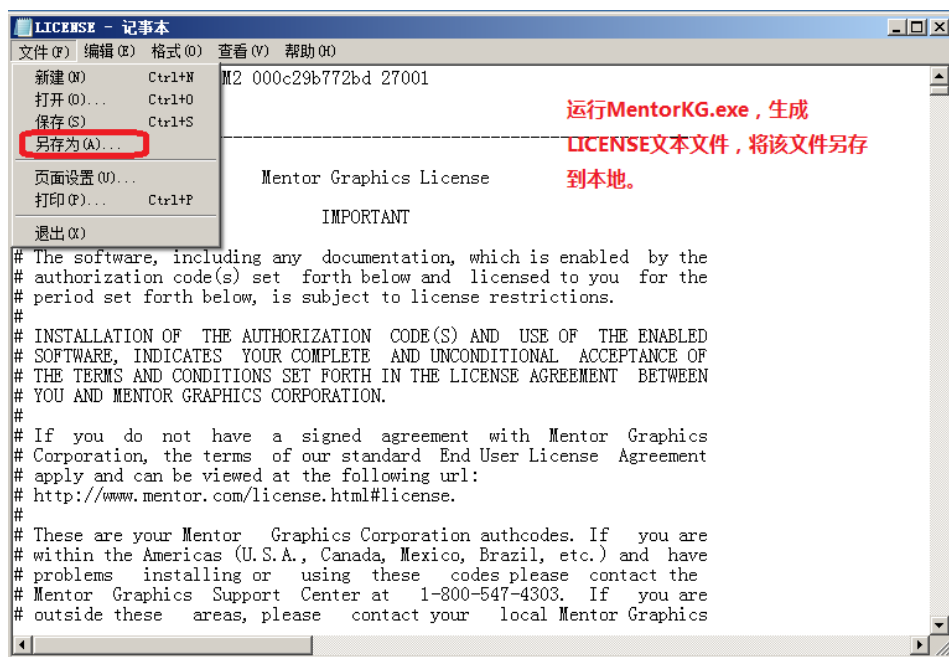 LICENSE - 记事本
文件(F) 编辑(E) 格式(O) 查看(V) 帮助(H)
新建(N) Ctrl+N
打开(O)... Ctrl+O
保存(S) Ctrl+S
另存为(A)...
页面设置(U)...
打印(P)... Ctrl+P
退出(X)
M2 000c29b772bd 27001
运行MentorKG.exe，生成
LICENSE文本文件，将该文件另存
到本地。
Mentor Graphics License
IMPORTANT
# The software, including any documentation, which is enabled by the
# authorization code(s) set forth below and licensed to you for the
# period set forth below, is subject to license restrictions.
#
# INSTALLATION OF THE AUTHORIZATION CODE(S) AND USE OF THE ENABLED
# SOFTWARE, INDICATES YOUR COMPLETE AND UNCONDITIONAL ACCEPTANCE OF
# THE TERMS AND CONDITIONS SET FORTH IN THE LICENSE AGREEMENT BETWEEN
# YOU AND MENTOR GRAPHICS CORPORATION.
#
# If you do not have a signed agreement with Mentor Graphics
# Corporation, the terms of our standard End User License Agreement
# apply and can be viewed at the following url:
# http://www.mentor.com/license.html#license.
#
# These are your Mentor Graphics Corporation authcodes. If you are
# within the Americas (U.S.A., Canada, Mexico, Brazil, etc.) and have
# problems installing or using these codes please contact the
# Mentor Graphics Support Center at 1-800-547-4303. If you are
# outside these areas, please contact your local Mentor Graphics